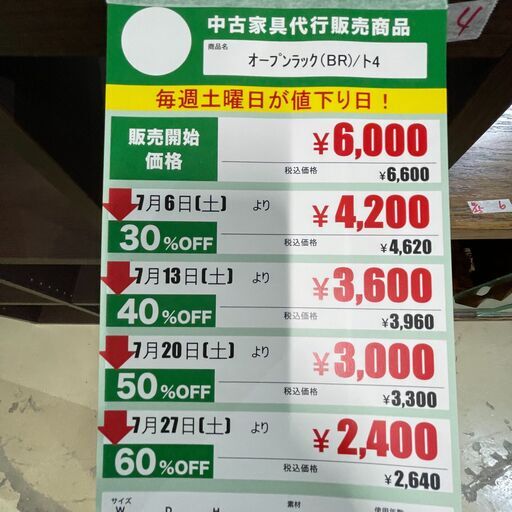 中古家具代行販売商品
商品名
オープンラック(BR)/ト4
毎週土曜日が値下り日！
販売開始
価格
¥6,000
税込価格 ¥6,600
7月6日(土) より
30%OFF
¥4,200
税込価格 ¥4,620
7月13日(土) より
40%OFF
¥3,600
税込価格 ¥3,960
7月20日(土) より
50%OFF
¥3,000
税込価格 ¥3,300
7月27日(土) より
60%OFF
¥2,400
税込価格 ¥2,640
サイズ 素材 使用年数
W D H
4
6